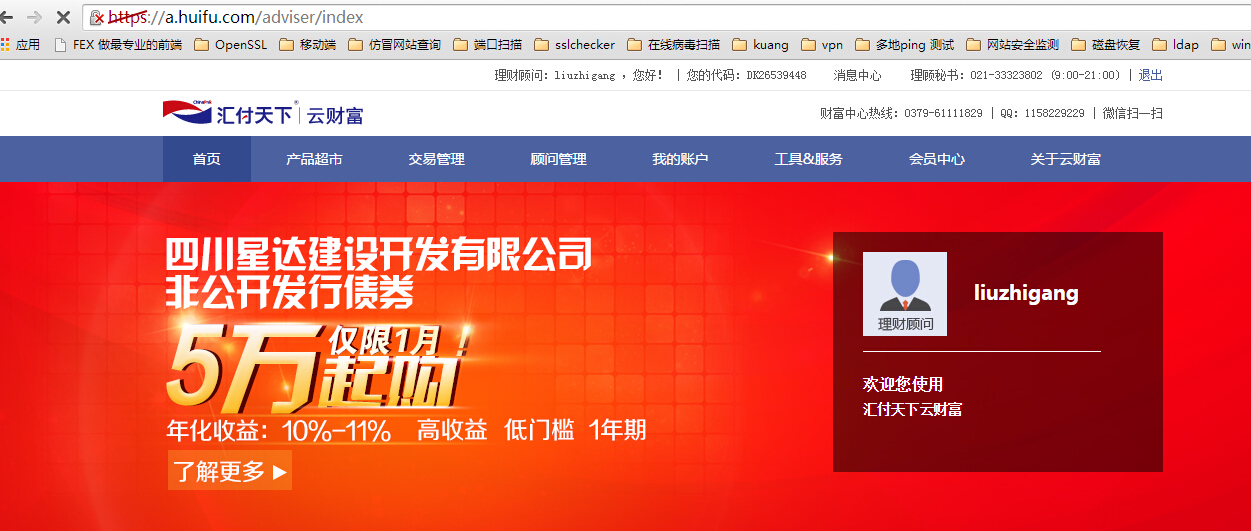 https://a.huifu.com/adviser/index
应用 FEX 做最专业的前端 OpenSSL 移动端 仿冒网站查询 端口扫描 sslchecker 在线病毒扫描 kuang vpn 多地ping 测试 网站安全监测 磁盘恢复 ldap win
理财顾问：liuzhigang ，您好！ | 您的代码：DK26539448 消息中心 理顾秘书：021-33323802 (9:00-21:00) | 退出
ChinaPnR 汇付天下® | 云财富
财富中心热线：0379-61111829 | QQ：1158229229 | 微信扫一扫
首页 产品超市 交易管理 顾问管理 我的账户 工具&服务 会员中心 关于云财富
四川星达建设开发有限公司
非公开发行债券
5万起购 仅限1月！
年化收益：10%-11% 高收益 低门槛 1年期
了解更多 ▶
理财顾问
liuzhigang
欢迎您使用
汇付天下云财富